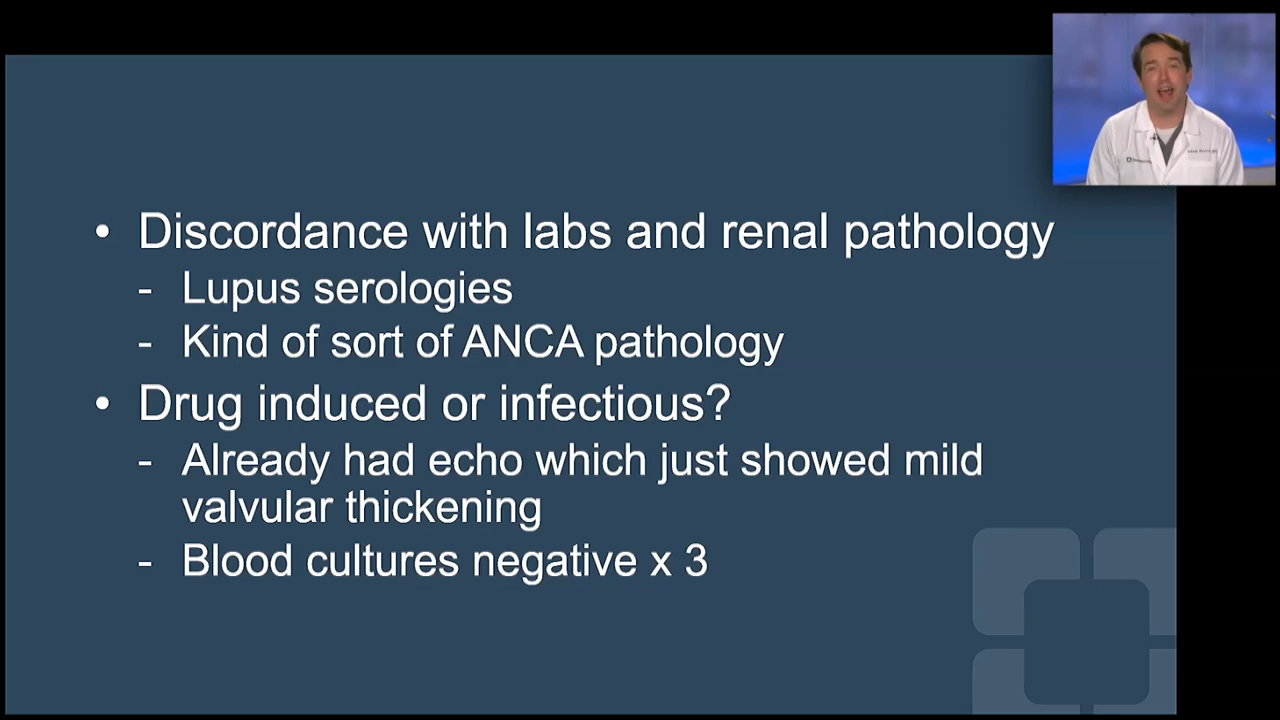 • Discordance with labs and renal pathology
- Lupus serologies
- Kind of sort of ANCA pathology
• Drug induced or infectious?
- Already had echo which just showed mild
valvular thickening
- Blood cultures negative x 3